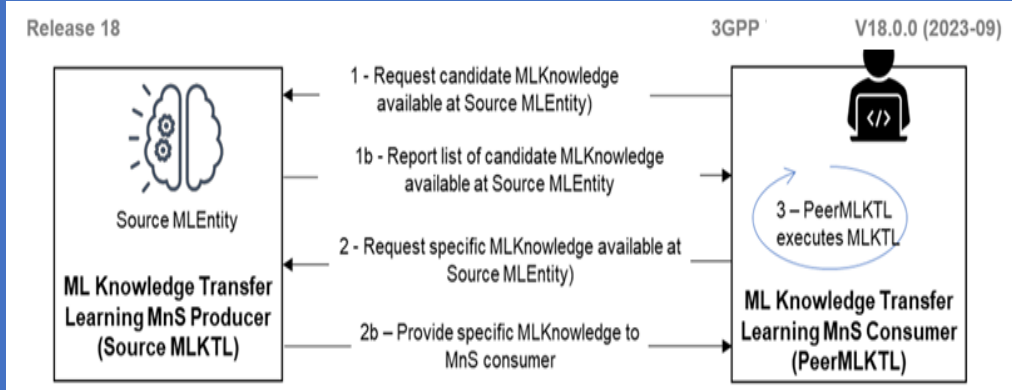 Release 18
3GPP
V18.0.0 (2023-09)
1 - Request candidate MLKnowledge
available at Source MLEntity)
1b - Report list of candidate MLKnowledge
available at Source MLEntity
2 - Request specific MLKnowledge available at
Source MLEntity)
2b – Provide specific MLKnowledge to
MnS consumer
Source MLEntity
ML Knowledge Transfer
Learning MnS Producer
(Source MLKTL)
</>
3 – PeerMLKTL
executes MLKTL
ML Knowledge Transfer
Learning MnS Consumer
(PeerMLKTL)